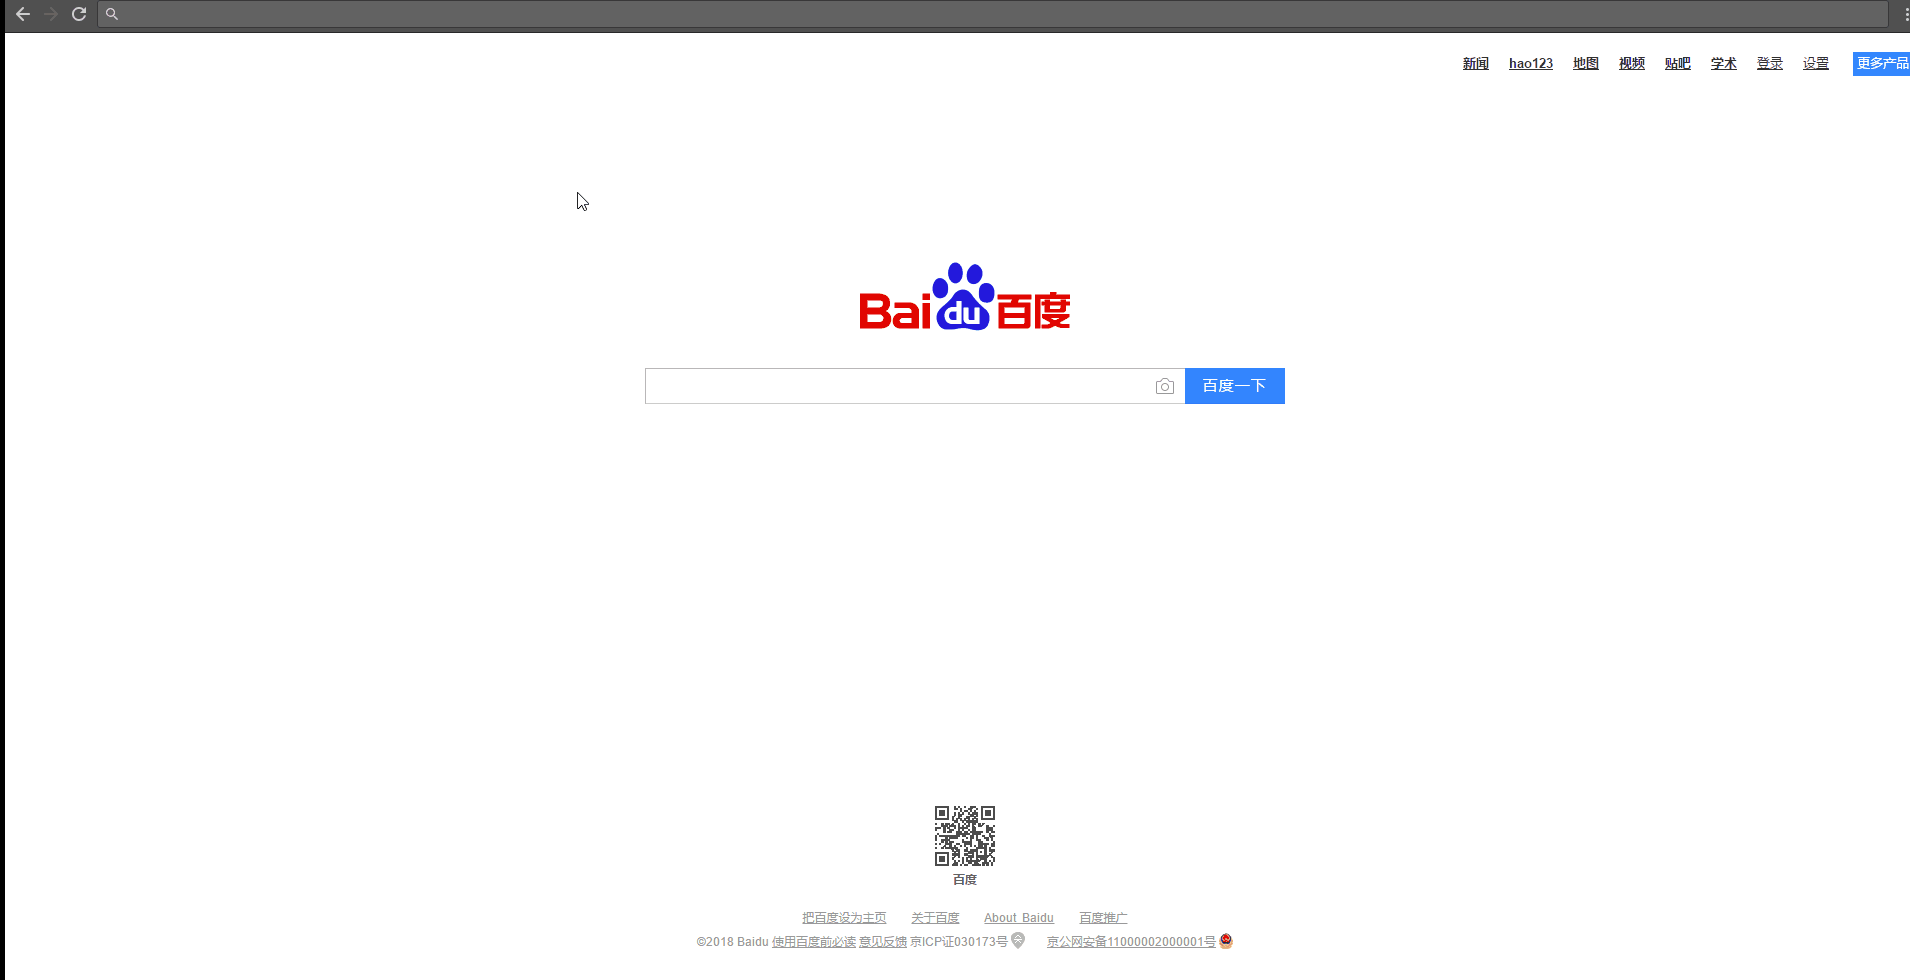 新闻 hao123 地图 视频 贴吧 学术 登录 设置 更多产品
Bai du 百度
百度一下
百度
把百度设为主页 关于百度 About Baidu 百度推广
©2018 Baidu 使用百度前必读 意见反馈 京ICP证030173号 京公网安备11000002000001号